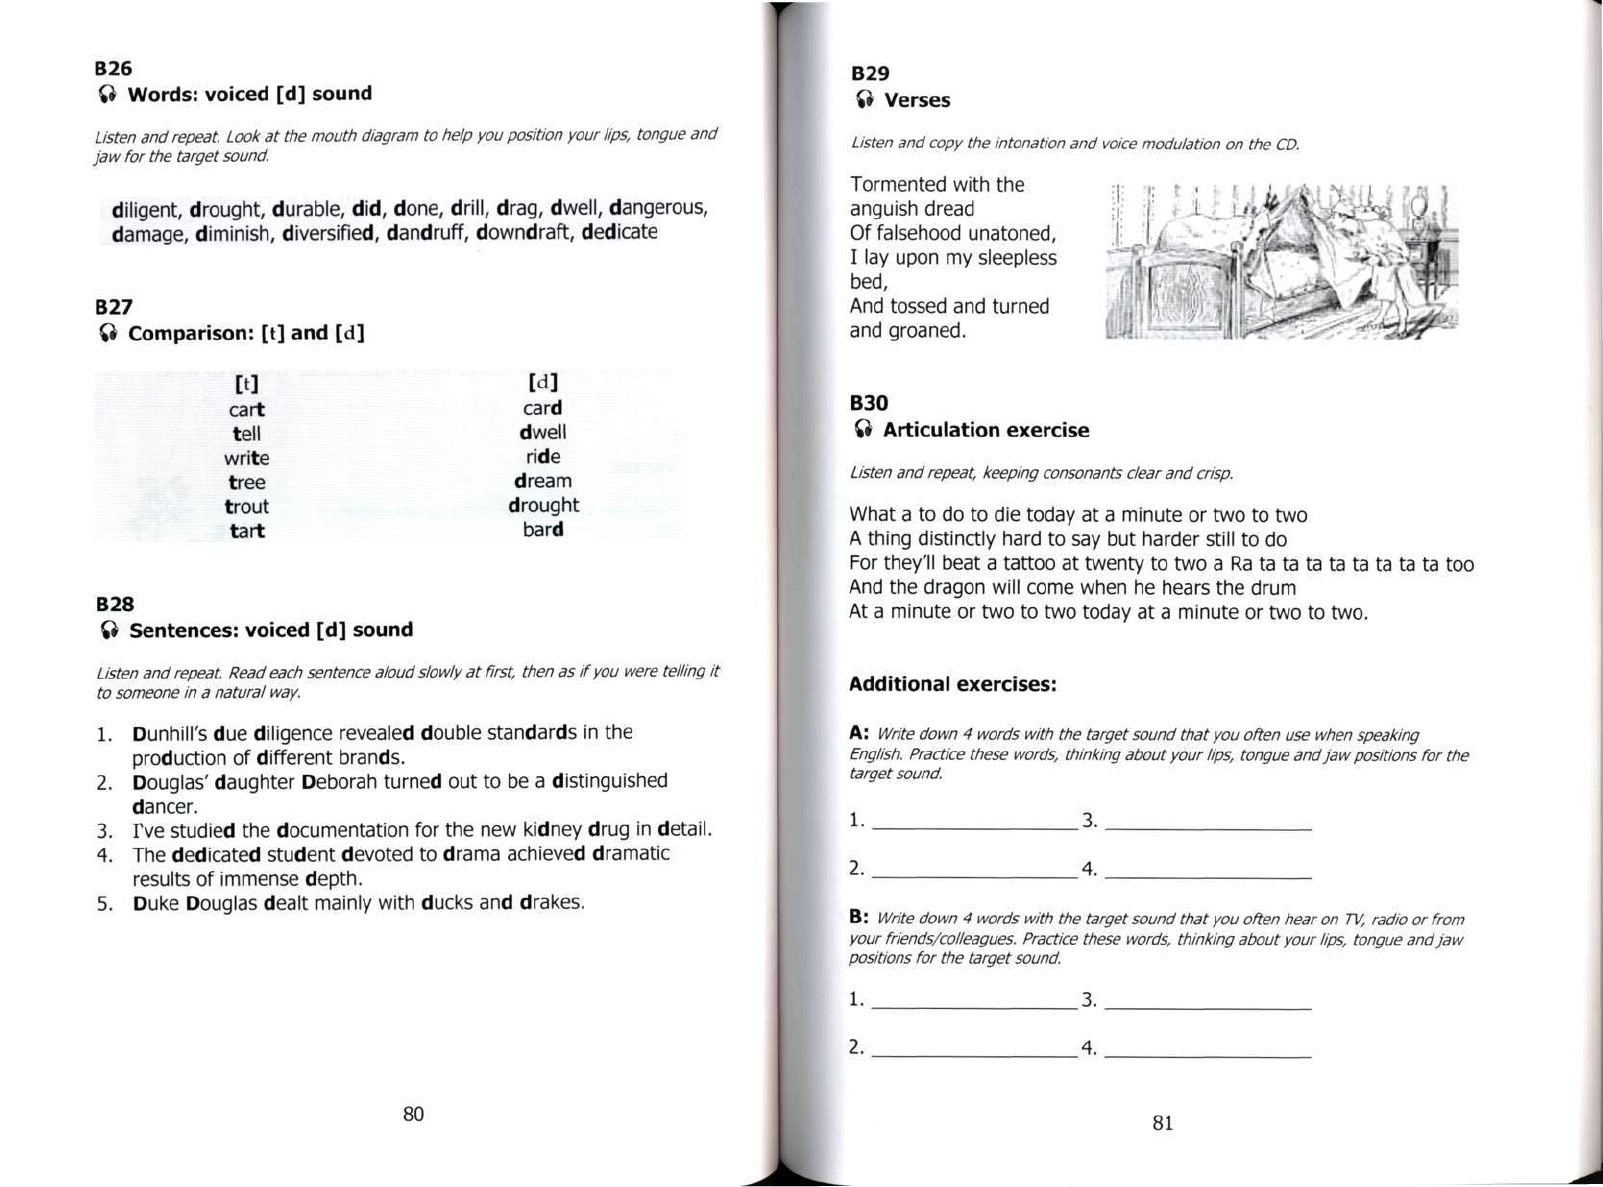 B26
Words: voiced [d] sound
Listen and repeat. Look at the mouth diagram to help you position your lips, tongue and
jaw for the target sound.
diligent, drought, durable, did, done, drill, drag, dwell, dangerous,
damage, diminish, diversified, dandruff, downdraft, dedicate
B27
Comparison: [t] and [d]
[t] [d]
cart card
tell dwell
write ride
tree dream
trout drought
tart bard
B28
Sentences: voiced [d] sound
Listen and repeat. Read each sentence aloud slowly at first, then as if you were telling it
to someone in a natural way.
1. Dunhill's due diligence revealed double standards in the
production of different brands.
2. Douglas' daughter Deborah turned out to be a distinguished
dancer.
3. I've studied the documentation for the new kidney drug in detail.
4. The dedicated student devoted to drama achieved dramatic
results of immense depth.
5. Duke Douglas dealt mainly with ducks and drakes.
80
B29
Verses
Listen and copy the intonation and voice modulation on the CD.
Tormented with the
anguish dread
Of falsehood unatoned,
I lay upon my sleepless
bed,
And tossed and turned
and groaned.
B30
Articulation exercise
Listen and repeat, keeping consonants clear and crisp.
What a to do to die today at a minute or two to two
A thing distinctly hard to say but harder still to do
For they'll beat a tattoo at twenty to two a Ra ta ta ta ta ta ta ta ta too
And the dragon will come when he hears the drum
At a minute or two to two today at a minute or two to two.
Additional exercises:
A: Write down 4 words with the target sound that you often use when speaking
English. Practice these words, thinking about your lips, tongue and jaw positions for the
target sound.
1. 3.
2. 4.
B: Write down 4 words with the target sound that you often hear on TV, radio or from
your friends/colleagues. Practice these words, thinking about your lips, tongue and jaw
positions for the target sound.
1. 3.
2. 4.
81